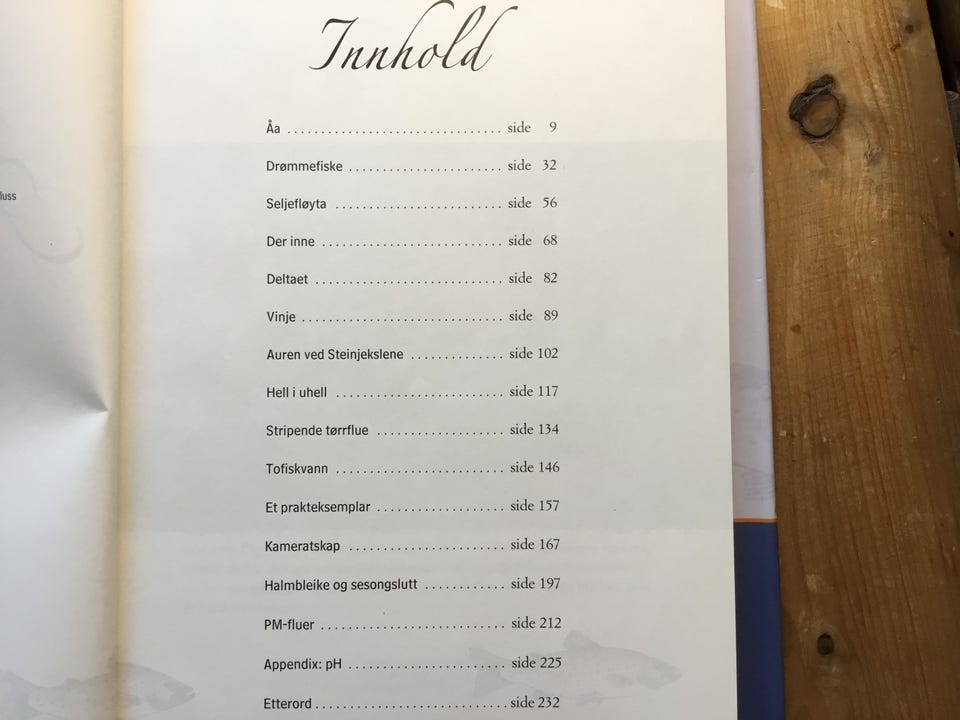 Innhold
luss
Åa ................................ side 9
Drømmefiske ....................... side 32
Seljefløyta ......................... side 56
Der inne ........................... side 68
Deltaet ............................ side 82
Vinje .............................. side 89
Auren ved Steinjekslene .............. side 102
Hell i uhell ......................... side 117
Stripende tørrflue ................... side 134
Tofiskvann ......................... side 146
Et prakteksemplar ................... side 157
Kameratskap ....................... side 167
Halmbleike og sesongslutt ............ side 197
PM-fluer ........................... side 212
Appendix: pH ....................... side 225
Etterord ............................ side 232